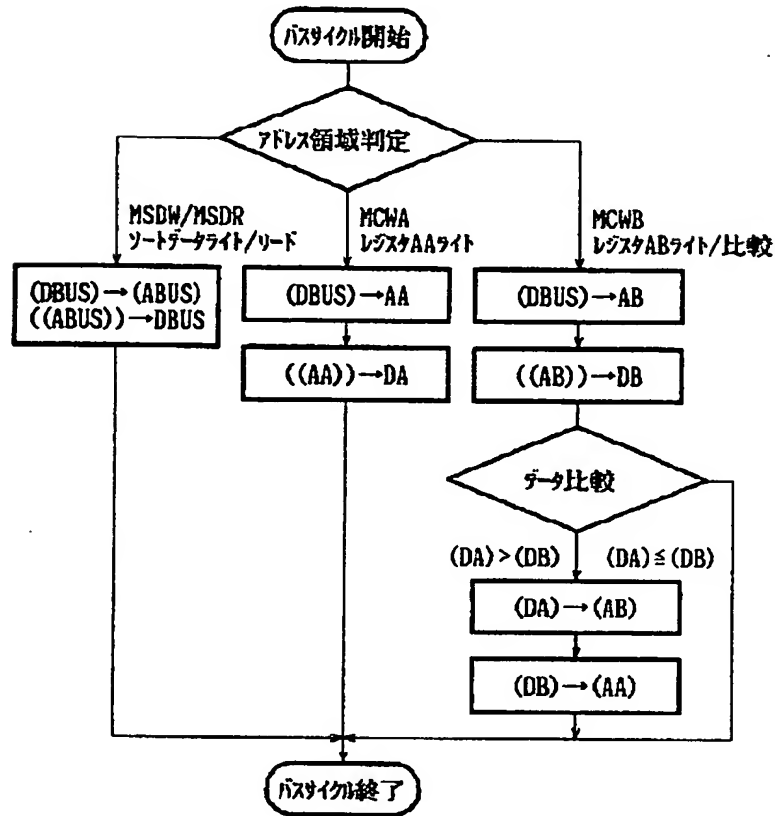 バスサイクル開始
アドレス領域判定
MSDW/MSDR
ソートデータライト/リード
(DBUS)→(ABUS)
((ABUS))→DBUS
MCWA
レジスタAAライト
(DBUS)→AA
((AA))→DA
MCWB
レジスタABライト/比較
(DBUS)→AB
((AB))→DB
データ比較
(DA)>(DB)
(DA)≦(DB)
(DA)→(AB)
(DB)→(AA)
バスサイクル終了